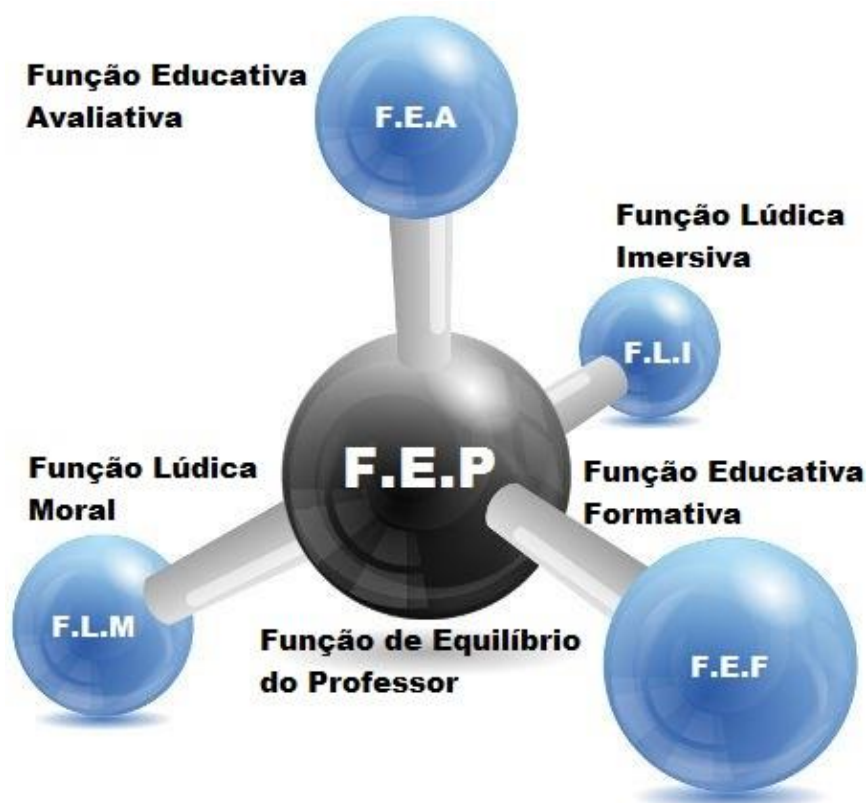 Função Educativa
Avaliativa
F.E.A
Função Lúdica
Imersiva
F.L.I
F.E.P
Função Lúdica
Moral
Função Educativa
Formativa
F.L.M
Função de Equilíbrio
do Professor
F.E.F